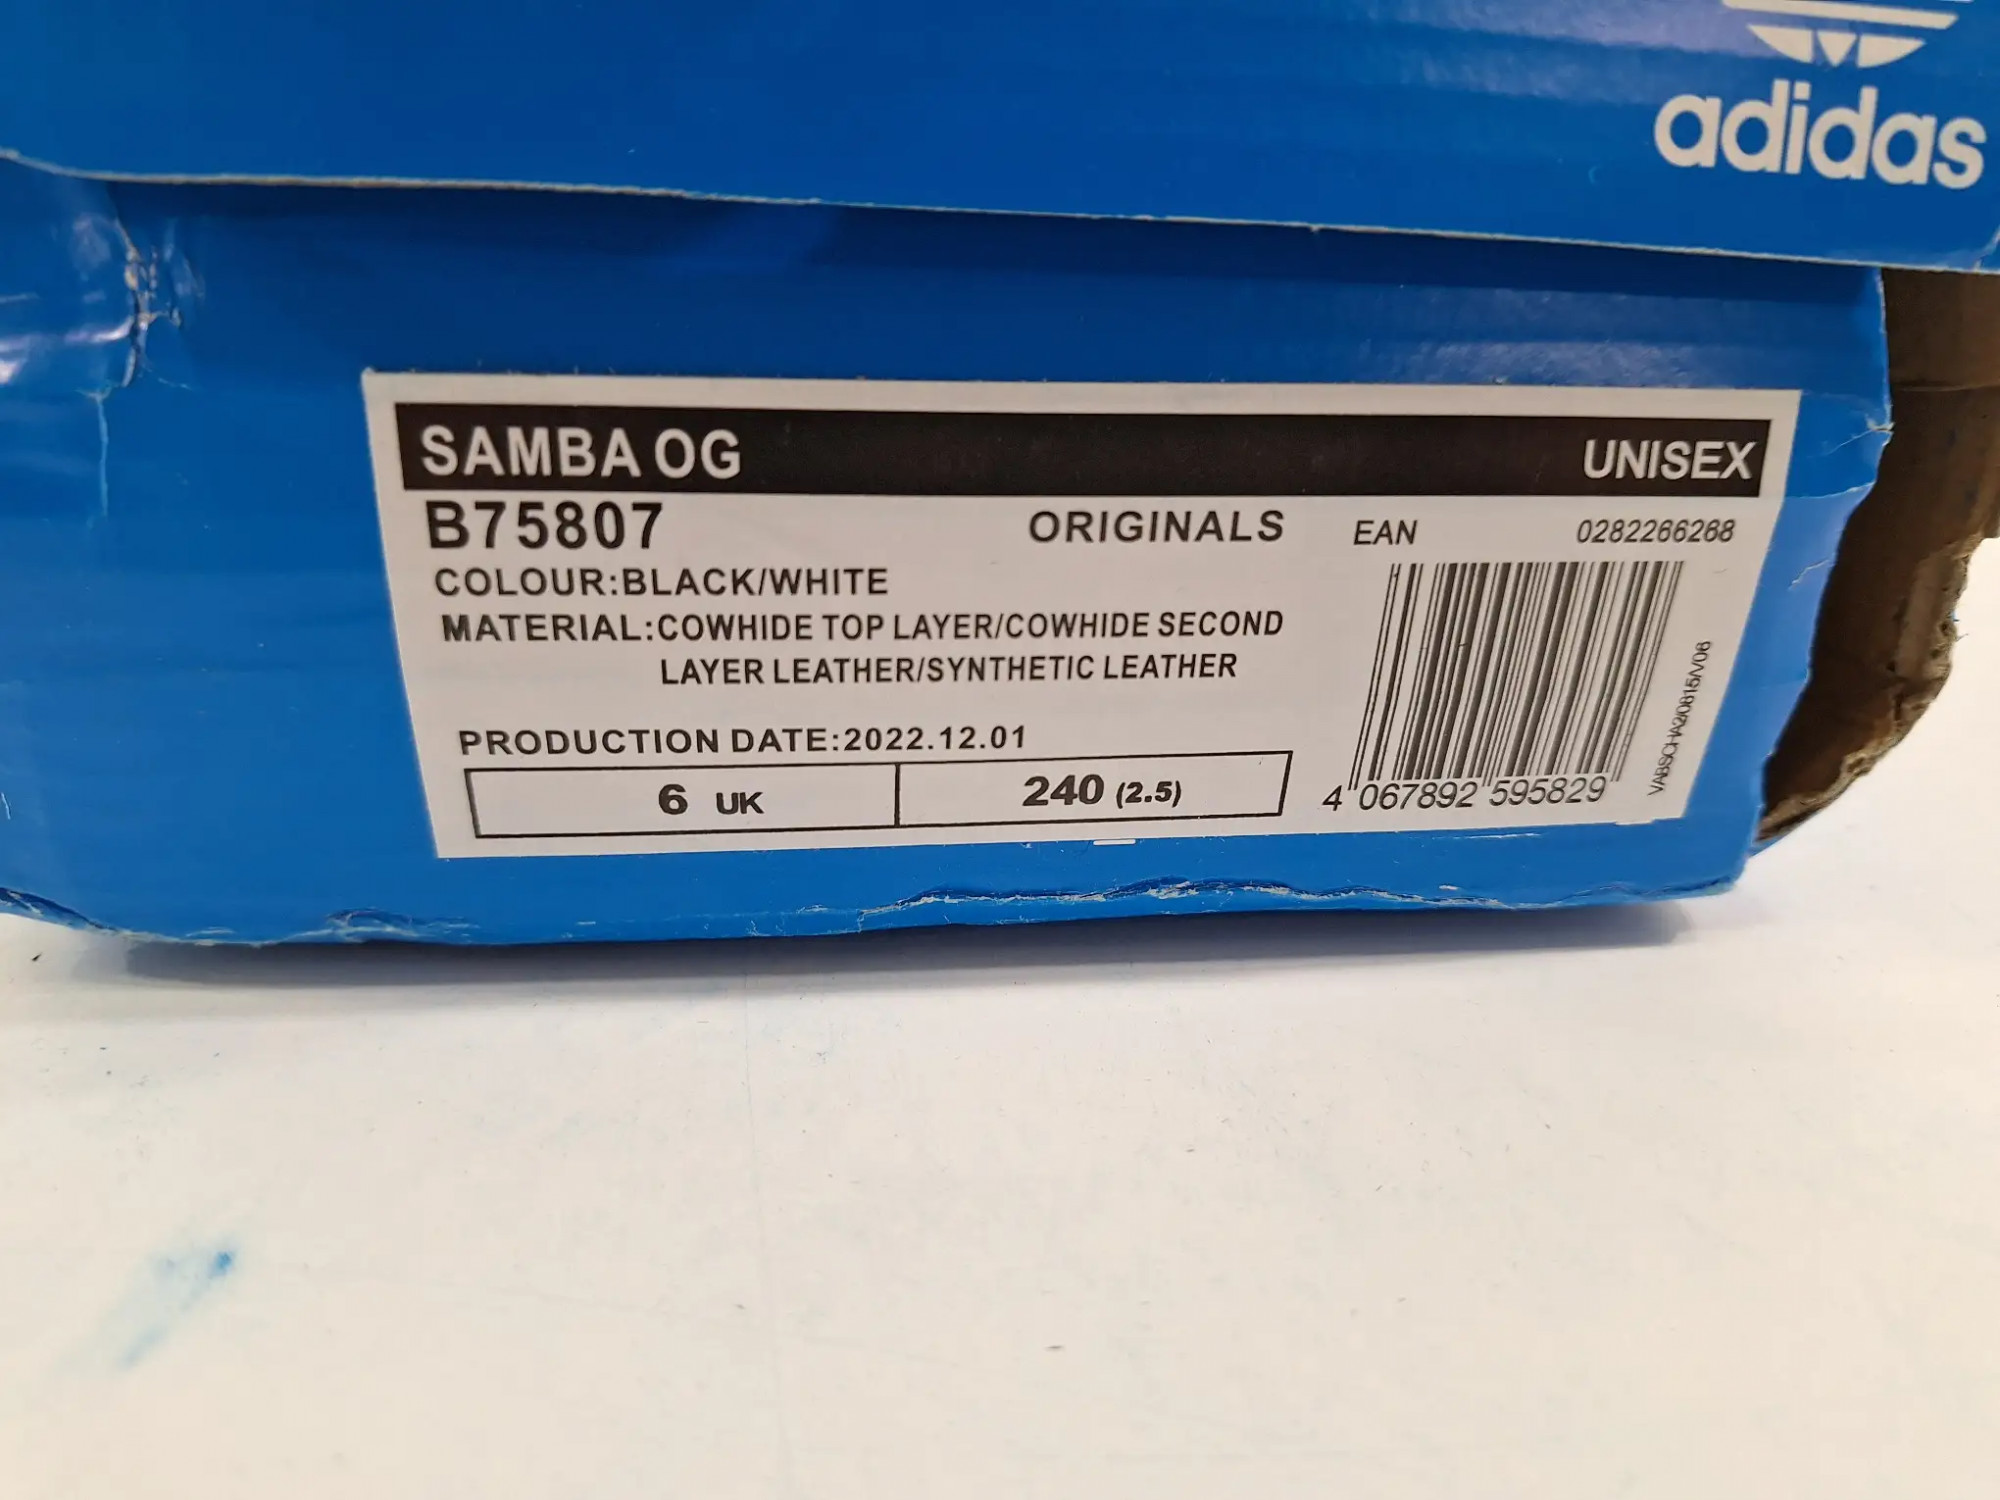 adidas
SAMBA OG UNISEX
B75807 ORIGINALS EAN 0282266268
COLOUR:BLACK/WHITE
MATERIAL:COWHIDE TOP LAYER/COWHIDE SECOND
LAYER LEATHER/SYNTHETIC LEATHER
PRODUCTION DATE:2022.12.01
6 UK 240 (2.5)
4 067892 595829